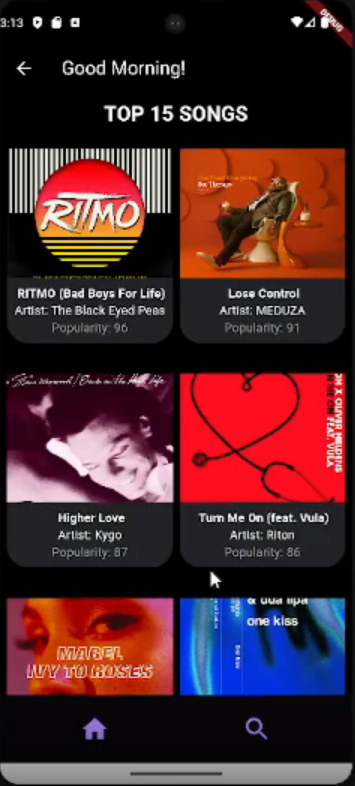 3:13
DEBUG
Good Morning!
TOP 15 SONGS
RITMO
RITMO (Bad Boys For Life)
Artist: The Black Eyed Peas
Popularity: 96
Lose Control
Artist: MEDUZA
Popularity: 91
Higher Love
Artist: Kygo
Popularity: 87
Turn Me On (feat. Vula)
Artist: Riton
Popularity: 86
MABEL
IVY TO ROSES
& dua lipa
one kiss